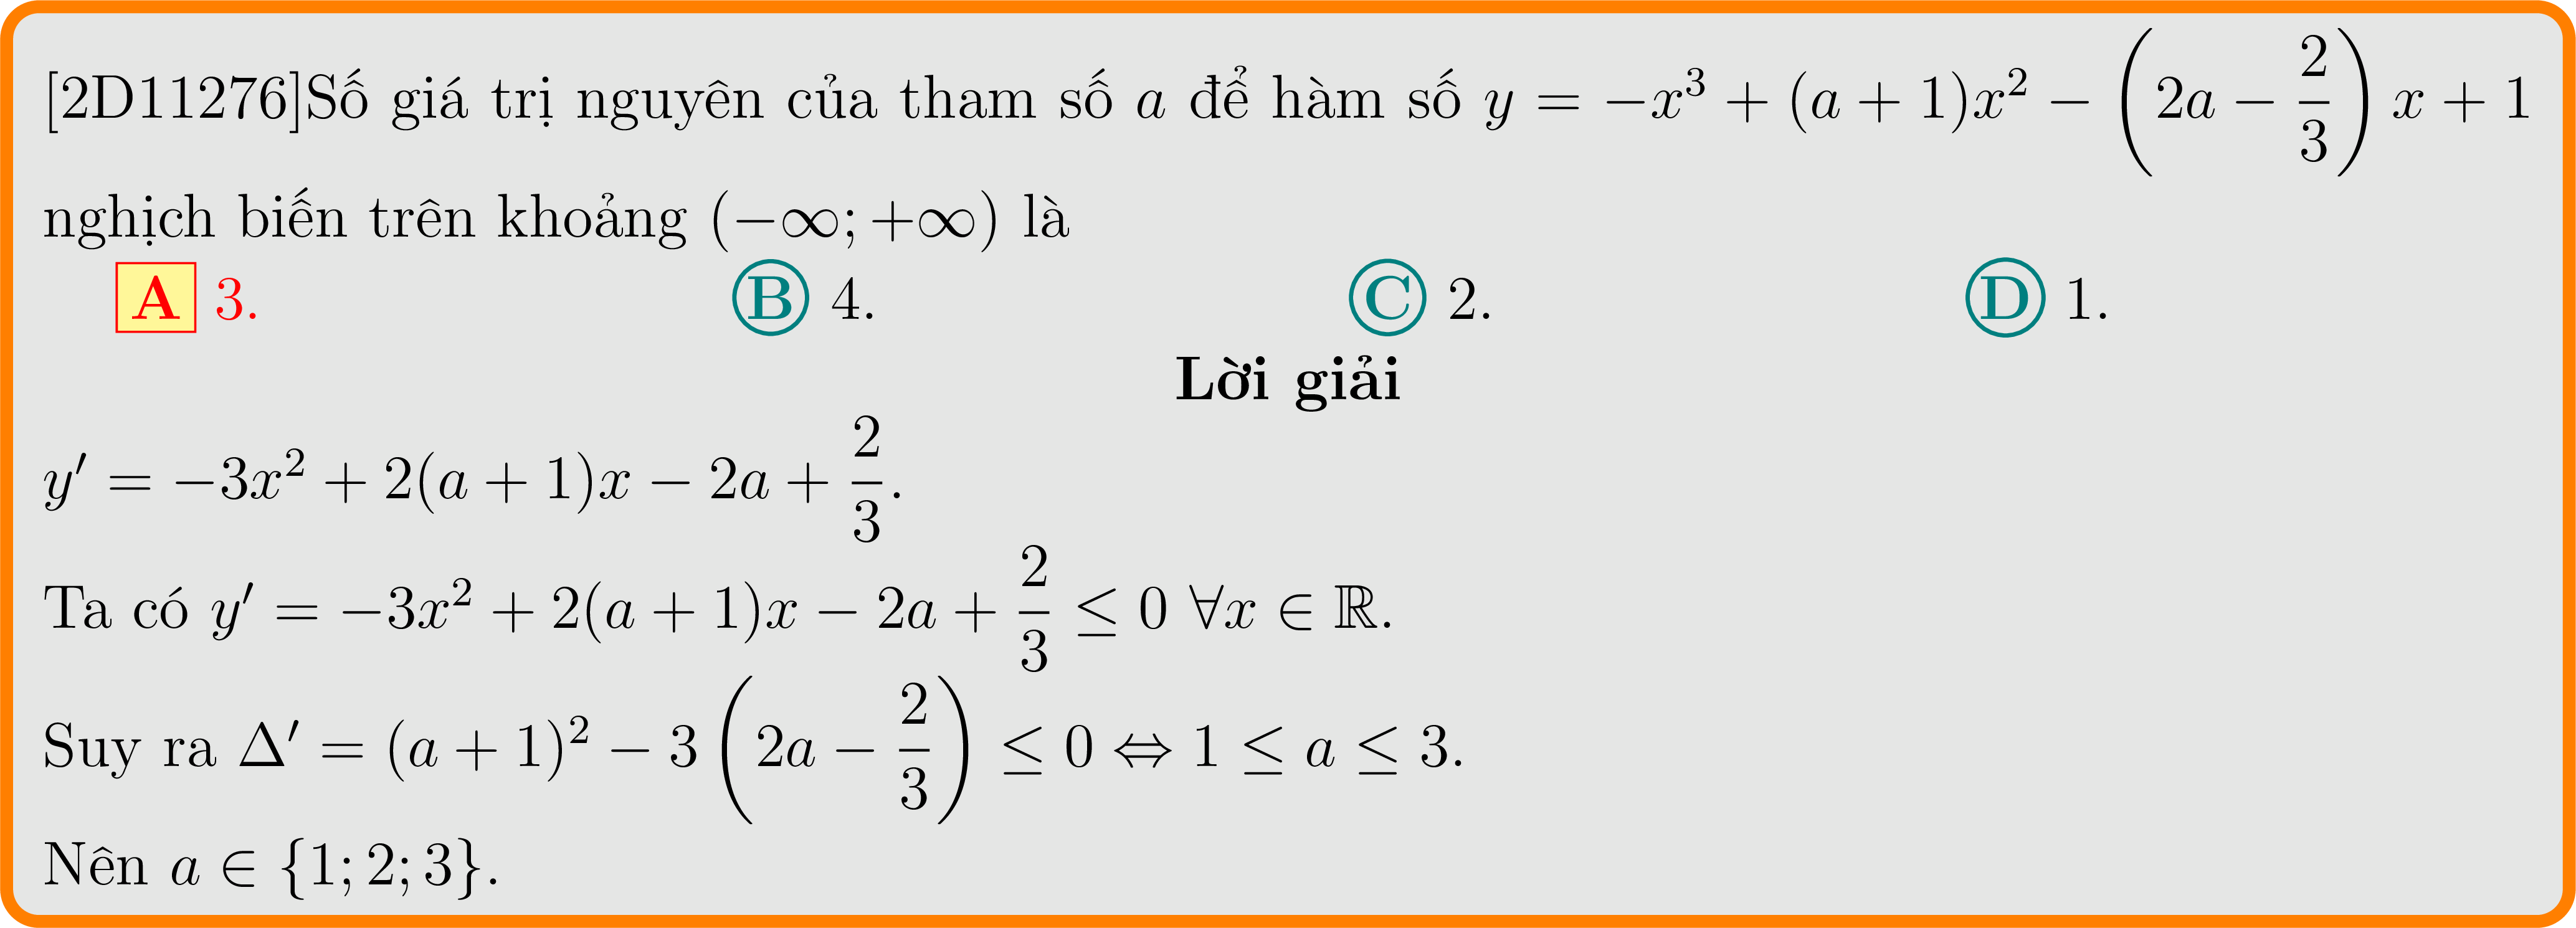 [2D11276]Số giá trị nguyên của tham số $a$ để hàm số $y = -x^3 + (a+1)x^2 - \left(2a - \dfrac{2}{3}\right)x + 1$
nghịch biến trên khoảng $(-\infty; +\infty)$ là
A 3. B 4. C 2. D 1.
Lời giải
$y' = -3x^2 + 2(a+1)x - 2a + \dfrac{2}{3}.$
Ta có $y' = -3x^2 + 2(a+1)x - 2a + \dfrac{2}{3} \leq 0 \ \forall x \in \mathbb{R}.$
Suy ra $\Delta' = (a+1)^2 - 3\left(2a - \dfrac{2}{3}\right) \leq 0 \Leftrightarrow 1 \leq a \leq 3.$
Nên $a \in \{1; 2; 3\}.$